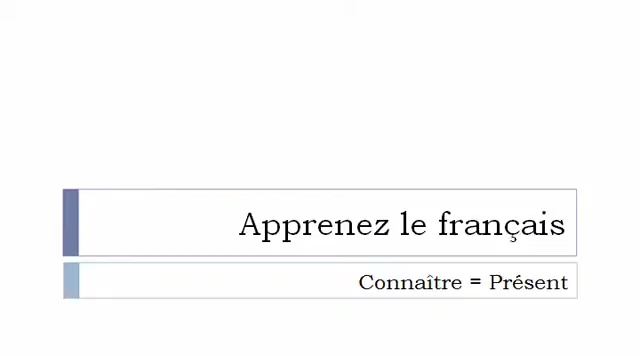 Apprenez le français
Connaître = Présent